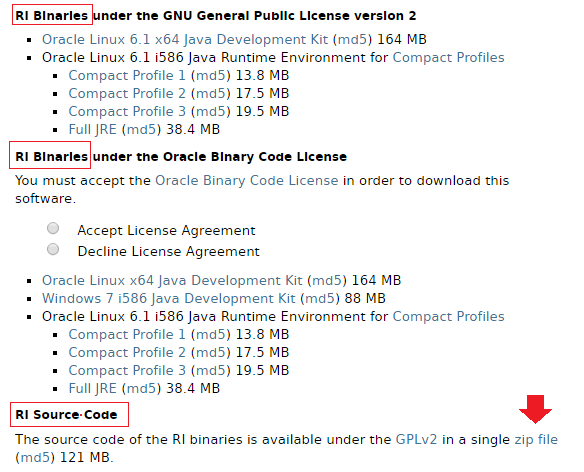 RI Binaries under the GNU General Public License version 2
Oracle Linux 6.1 x64 Java Development Kit (md5) 164 MB
Oracle Linux 6.1 i586 Java Runtime Environment for Compact Profiles
Compact Profile 1 (md5) 13.8 MB
Compact Profile 2 (md5) 17.5 MB
Compact Profile 3 (md5) 19.5 MB
Full JRE (md5) 38.4 MB
RI Binaries under the Oracle Binary Code License
You must accept the Oracle Binary Code License in order to download this
software.
Accept License Agreement
Decline License Agreement
Oracle Linux x64 Java Development Kit (md5) 164 MB
Windows 7 i586 Java Development Kit (md5) 88 MB
Oracle Linux 6.1 i586 Java Runtime Environment for Compact Profiles
Compact Profile 1 (md5) 13.8 MB
Compact Profile 2 (md5) 17.5 MB
Compact Profile 3 (md5) 19.5 MB
Full JRE (md5) 38.4 MB
RI Source·Code
The source code of the RI binaries is available under the GPLv2 in a single zip file
(md5) 121 MB.